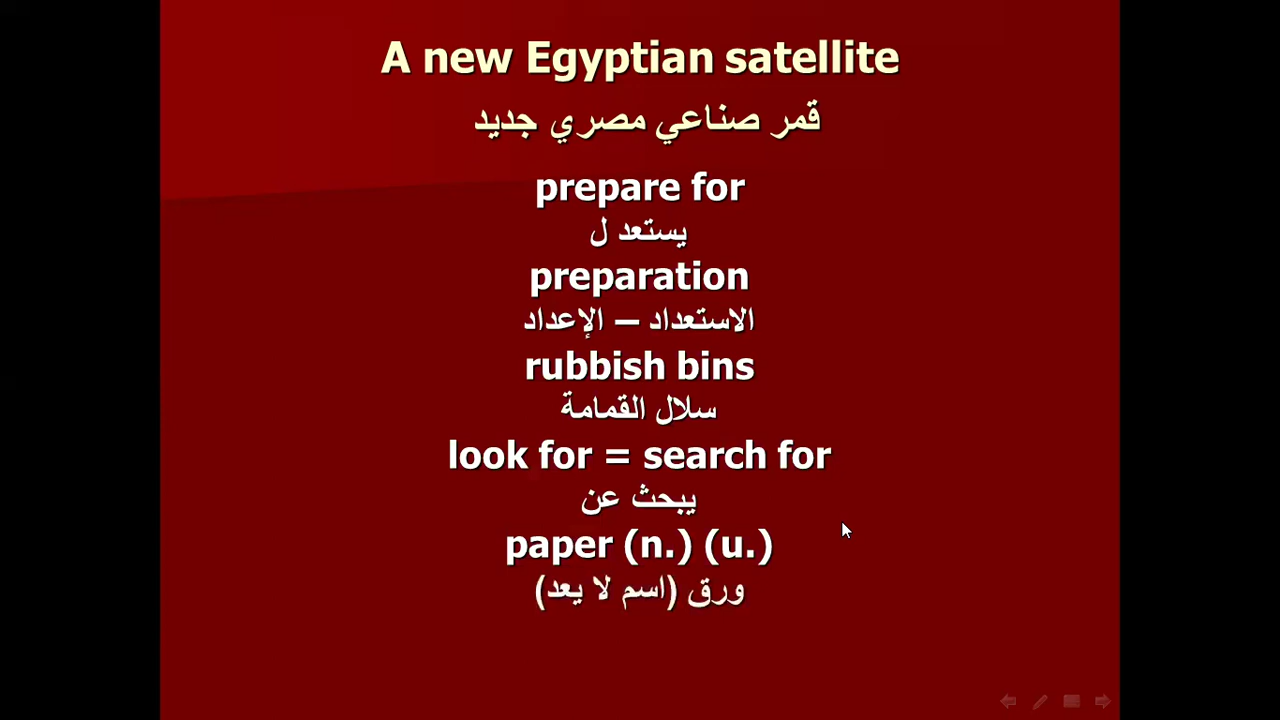 A new Egyptian satellite
قمر صناعي مصري جديد
prepare for
يستعد ل
preparation
الاستعداد – الإعداد
rubbish bins
سلال القمامة
look for = search for
يبحث عن
paper (n.) (u.)
ورق (اسم لا يعد)